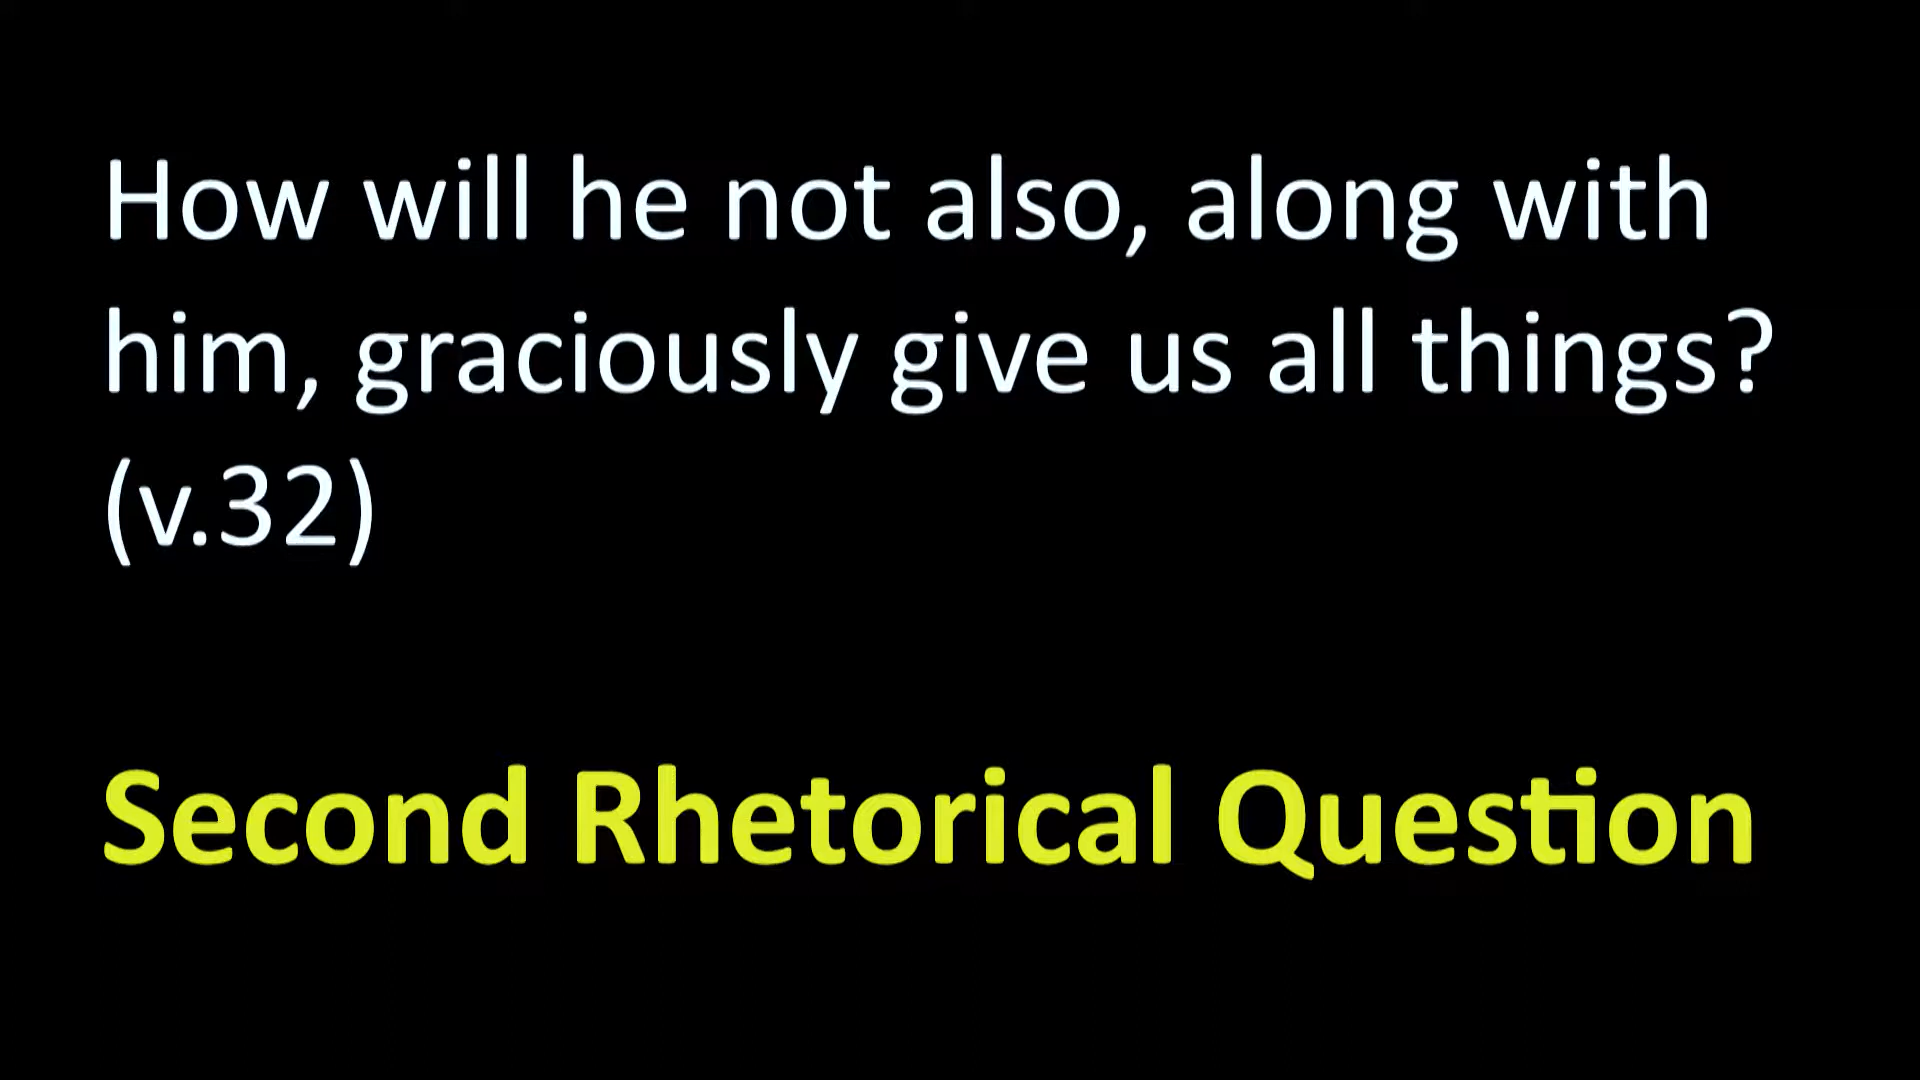 How will he not also, along with
him, graciously give us all things?
(v.32)
Second Rhetorical Question